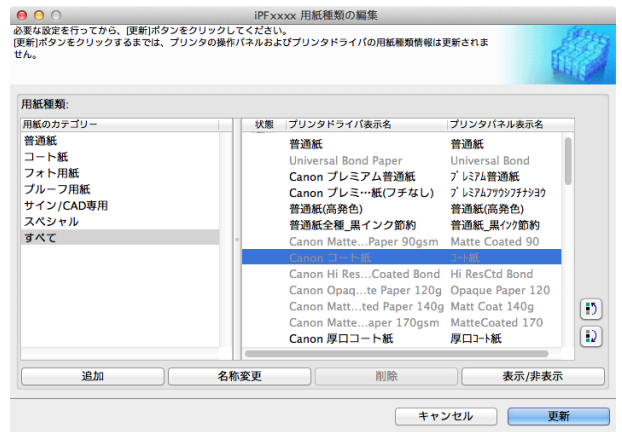 iPFxxxx 用紙種類の編集
必要な設定を行ってから、[更新]ボタンをクリックしてください。
[更新]ボタンをクリックするまでは、プリンタの操作パネルおよびプリンタドライバの用紙種類情報は更新されま
せん。
用紙種類:
用紙のカテゴリー
普通紙
コート紙
フォト用紙
プルーフ用紙
サイン/CAD専用
スペシャル
すべて
状態 プリンタドライバ表示名 プリンタパネル表示名
普通紙 普通紙
Universal Bond Paper Universal Bond
Canon プレミアム普通紙 ﾌﾟﾚﾐｱﾑ普通紙
Canon プレミ…紙(フチなし) ﾌﾟﾚﾐｱﾑﾌﾂｳｼﾌﾁﾅｼﾖｳ
普通紙(高発色) 普通紙(高発色)
普通紙全種_黒インク節約 普通紙_黒ｲﾝｸ節約
Canon Matte…Paper 90gsm Matte Coated 90
Canon コート紙 ｺｰﾄ紙
Canon Hi Res…Coated Bond Hi ResCtd Bond
Canon Opaq…te Paper 120g Opaque Paper 120
Canon Matt…ted Paper 140g Matt Coat 140g
Canon Matte…aper 170gsm MatteCoated 170
Canon 厚口コート紙 厚口ｺｰﾄ紙
追加 名称変更 削除 表示/非表示
キャンセル 更新